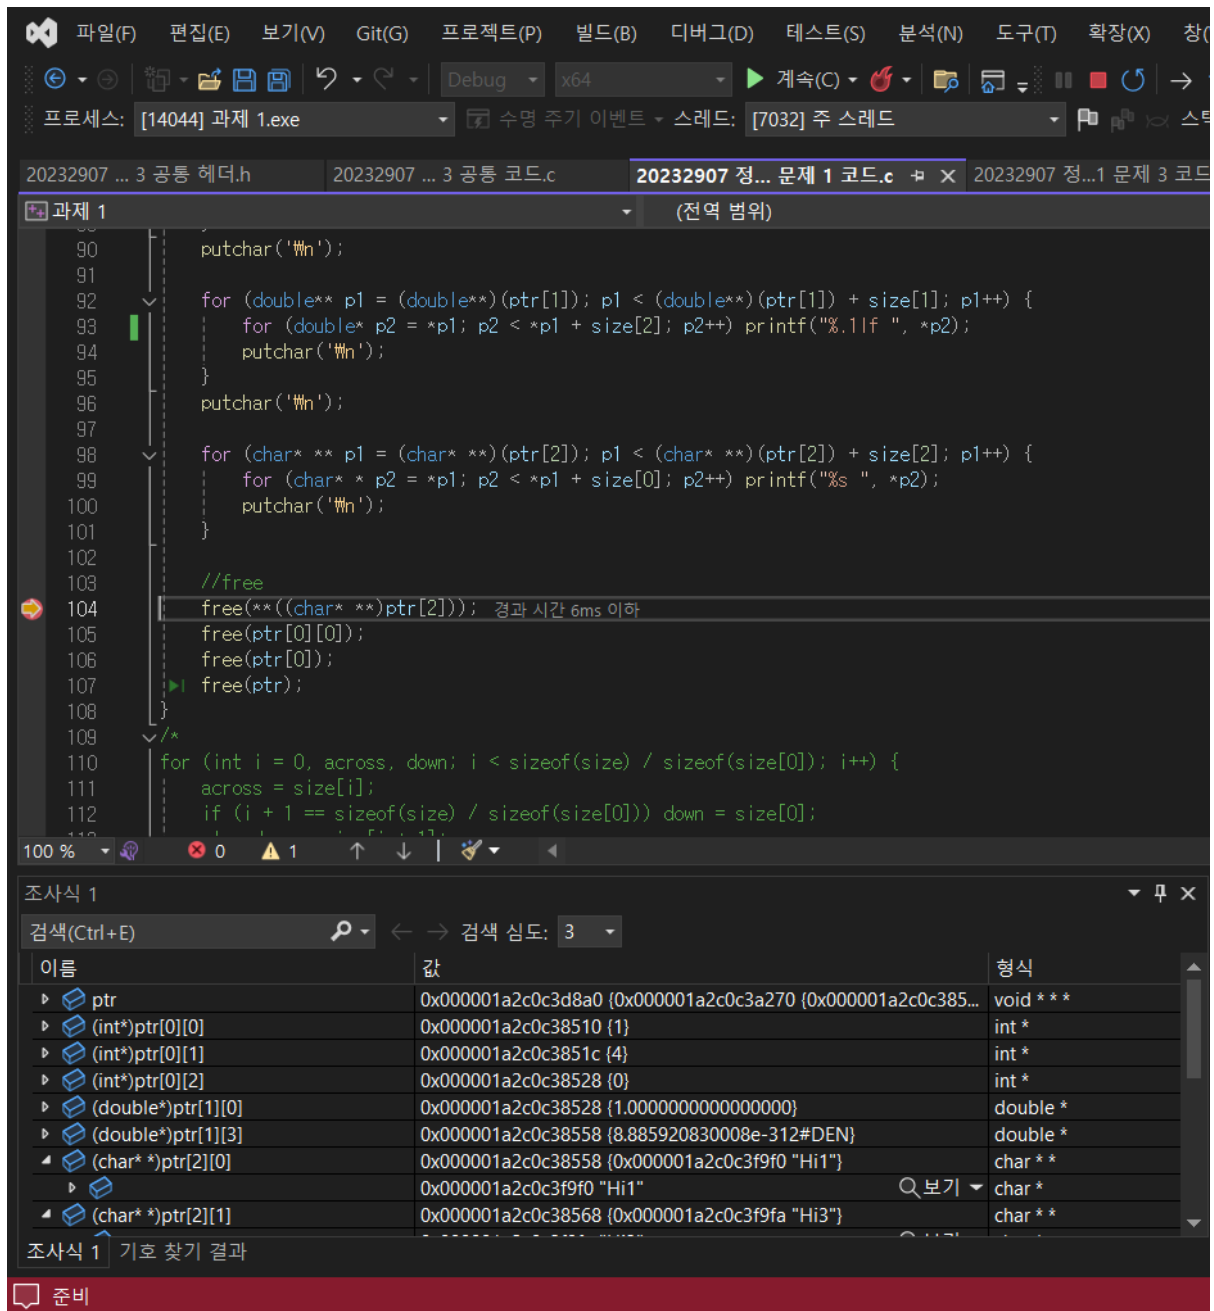 파일(F) 편집(E) 보기(V) Git(G) 프로젝트(P) 빌드(B) 디버그(D) 테스트(S) 분석(N) 도구(T) 확장(X) 창(
Debug x64 계속(C)
프로세스: [14044] 과제 1.exe 수명 주기 이벤트 스레드: [7032] 주 스레드
20232907 ... 3 공통 헤더.h 20232907 ... 3 공통 코드.c 20232907 정... 문제 1 코드.c 20232907 정...1 문제 3 코드
과제 1 (전역 범위)
90 putchar('₩n');
91
92 for (double** p1 = (double**)(ptr[1]); p1 < (double**)(ptr[1]) + size[1]; p1++) {
93 for (double* p2 = *p1; p2 < *p1 + size[2]; p2++) printf("%.1lf ", *p2);
94 putchar('₩n');
95 }
96 putchar('₩n');
97
98 for (char* ** p1 = (char* **)(ptr[2]); p1 < (char* **)(ptr[2]) + size[2]; p1++) {
99 for (char* * p2 = *p1; p2 < *p1 + size[0]; p2++) printf("%s ", *p2);
100 putchar('₩n');
101 }
102
103 //free
104 free(**((char* **)ptr[2])); 경과 시간 6ms 이하
105 free(ptr[0][0]);
106 free(ptr[0]);
107 free(ptr);
108 }
109 /*
110 for (int i = 0, across, down; i < sizeof(size) / sizeof(size[0]); i++) {
111 across = size[i];
112 if (i + 1 == sizeof(size) / sizeof(size[0])) down = size[0];
100 % 0 1
조사식 1
검색(Ctrl+E) 검색 심도: 3
이름 값 형식
ptr 0x000001a2c0c3d8a0 {0x000001a2c0c3a270 {0x000001a2c0c385... void * * *
(int*)ptr[0][0] 0x000001a2c0c38510 {1} int *
(int*)ptr[0][1] 0x000001a2c0c3851c {4} int *
(int*)ptr[0][2] 0x000001a2c0c38528 {0} int *
(double*)ptr[1][0] 0x000001a2c0c38528 {1.0000000000000000} double *
(double*)ptr[1][3] 0x000001a2c0c38558 {8.885920830008e-312#DEN} double *
(char* *)ptr[2][0] 0x000001a2c0c38558 {0x000001a2c0c3f9f0 "Hi1"} char * *
0x000001a2c0c3f9f0 "Hi1" 보기 char *
(char* *)ptr[2][1] 0x000001a2c0c38568 {0x000001a2c0c3f9fa "Hi3"} char * *
조사식 1 기호 찾기 결과
준비